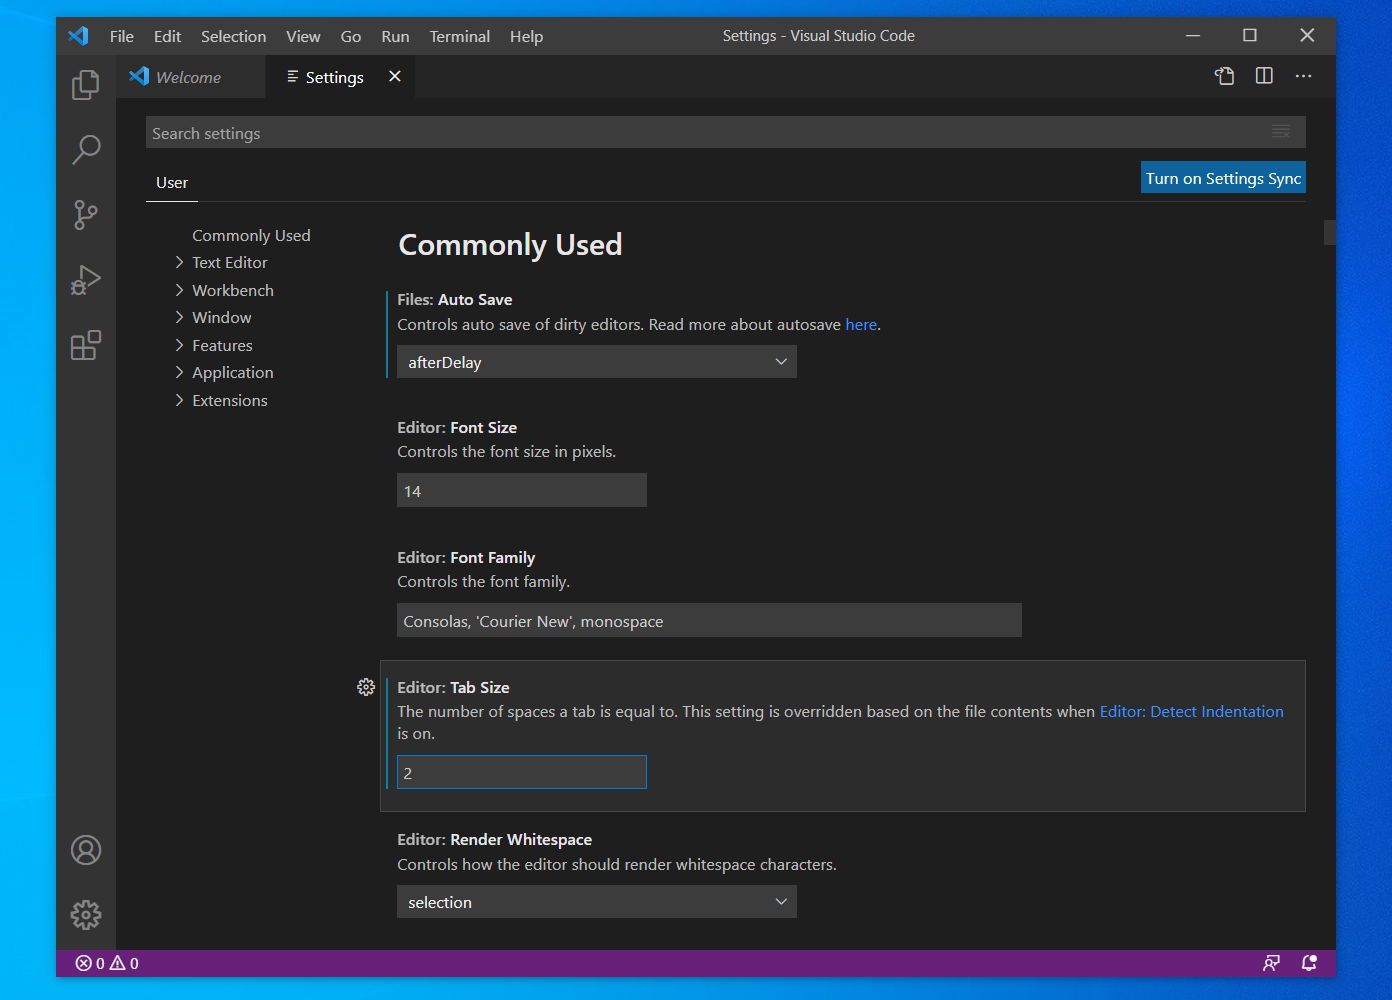 File Edit Selection View Go Run Terminal Help Settings - Visual Studio Code
Welcome Settings
Search settings
User Turn on Settings Sync
Commonly Used
Text Editor
Workbench
Window
Features
Application
Extensions
Commonly Used
Files: Auto Save
Controls auto save of dirty editors. Read more about autosave here.
afterDelay
Editor: Font Size
Controls the font size in pixels.
14
Editor: Font Family
Controls the font family.
Consolas, 'Courier New', monospace
Editor: Tab Size
The number of spaces a tab is equal to. This setting is overridden based on the file contents when Editor: Detect Indentation
is on.
2
Editor: Render Whitespace
Controls how the editor should render whitespace characters.
selection
0 0